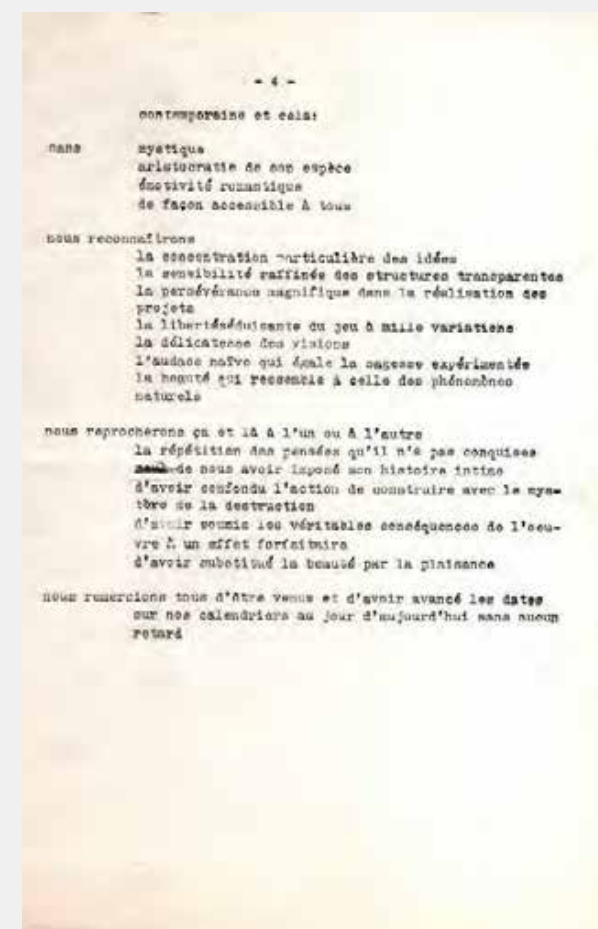 - 4 -
contemporaine et cela:
sans mystique
aristocratie de son espèce
émotivité romantique
de façon accessible à tous
nous reconnaîtrons
la concentration particulière des idées
la sensibilité raffinée des structures transparentes
la persévérance magnifique dans la réalisation des
projets
la libertéséduisante du jeu à mille variations
la délicatesse des visions
l'audace naïve qui égale la sagesse expérimentée
la beauté qui ressemble à celle des phénomènes
naturels
nous reprocherons ça et là à l'un ou à l'autre
la répétition des pensées qu'il n'a pas conquises
de nous avoir imposé son histoire intime
d'avoir confondu l'action de construire avec le mys-
tère de la destruction
d'avoir soumis les véritables conséquences de l'oeu-
vre à un effet forfaitaire
d'avoir substitué la beauté par la plaisance
nous remercions tous d'être venus et d'avoir avancé les dates
sur nos calendriers au jour d'aujourd'hui sans aucun
retard